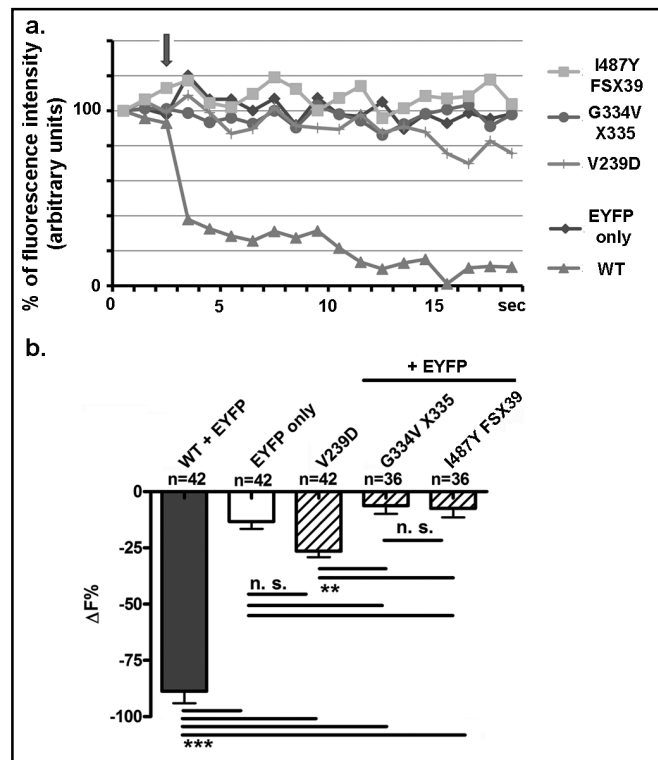 a.
% of fluorescence intensity
(arbitrary units)
100
0
0
5
10
15
sec
I487Y
FSX39
G334V
X335
V239D
EYFP
only
WT
b.
+ EYFP
WT + EYFP
EYFP only
V239D
G334V X335
I487Y FSX39
n=42
n=42
n=42
n=36
n=36
ΔF%
0
-25
-50
-75
-100
n. s.
n. s.
**
***